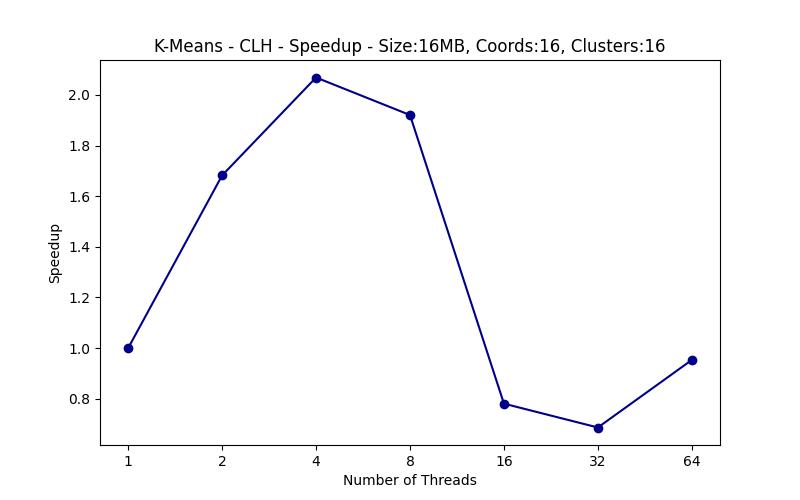 K-Means - CLH - Speedup - Size:16MB, Coords:16, Clusters:16
Speedup
2.0
1.8
1.6
1.4
1.2
1.0
0.8
1 2 4 8 16 32 64
Number of Threads